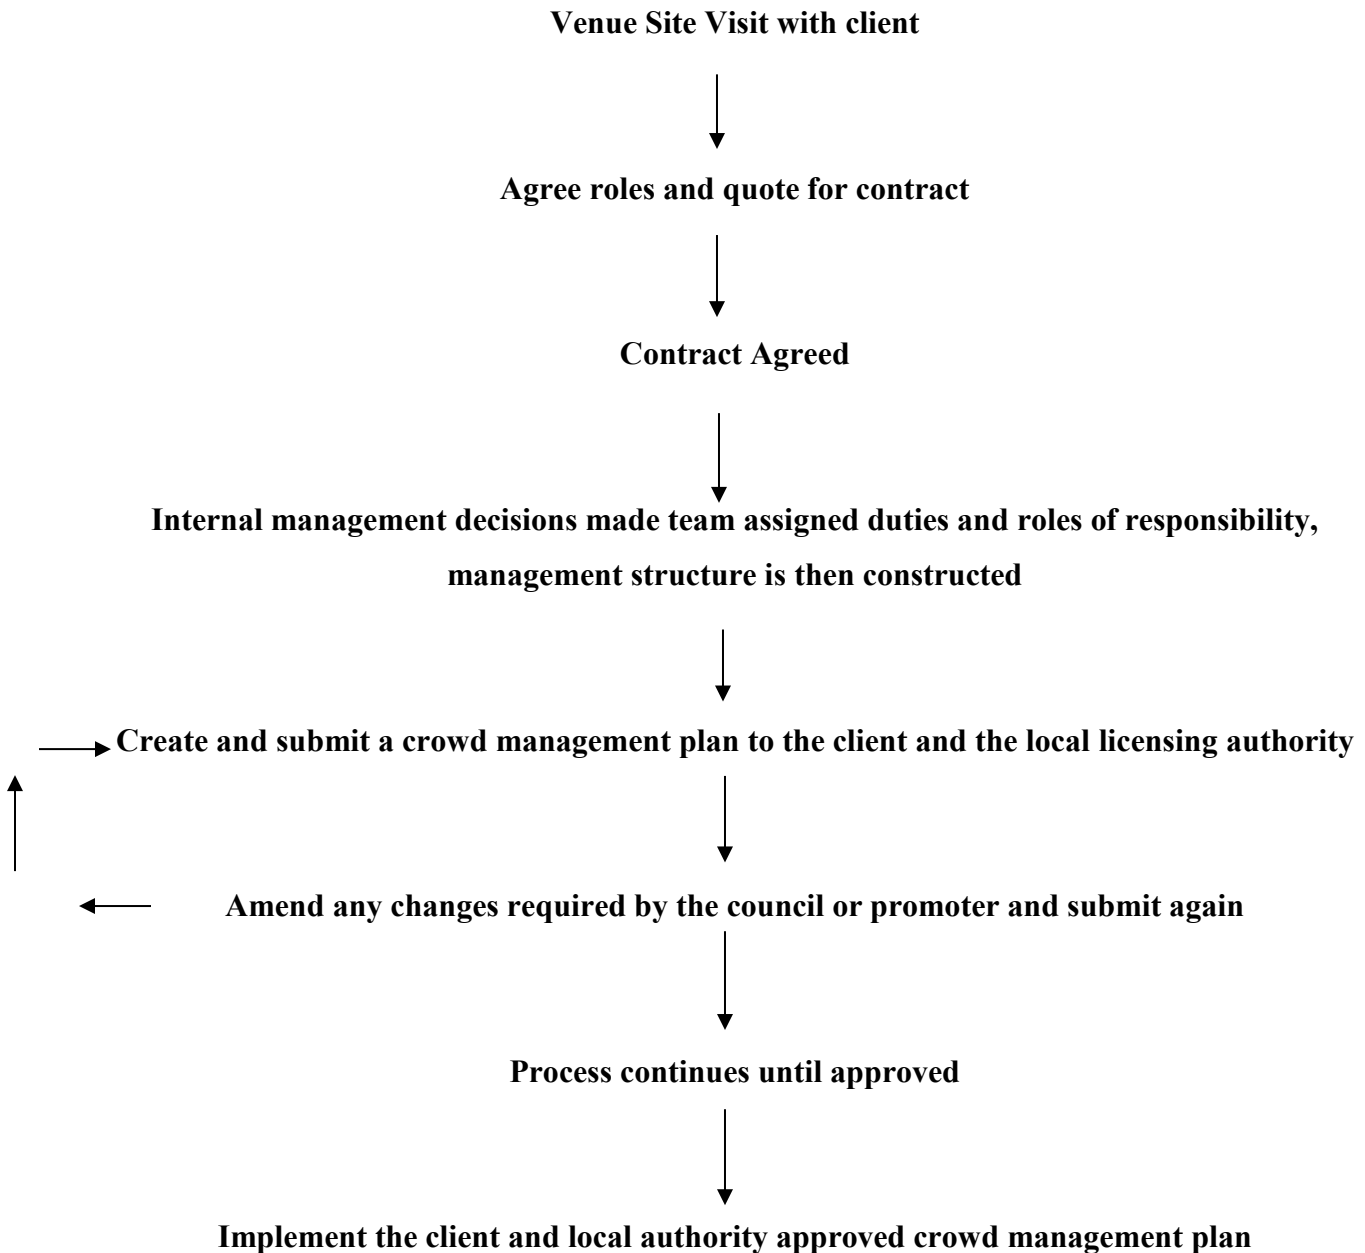 Venue Site Visit with client
Agree roles and quote for contract
Contract Agreed
Internal management decisions made team assigned duties and roles of responsibility,
management structure is then constructed
Create and submit a crowd management plan to the client and the local licensing authority
Amend any changes required by the council or promoter and submit again
Process continues until approved
Implement the client and local authority approved crowd management plan